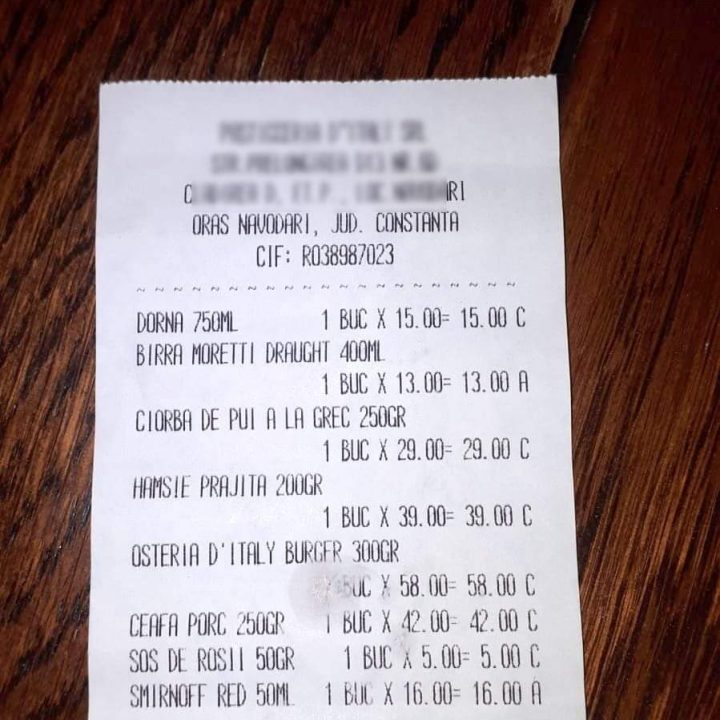 ORAS NAVODARI, JUD. CONSTANTA
CIF: RO38987023
~ ~ ~ ~ ~ ~ ~ ~ ~ ~ ~ ~ ~ ~ ~ ~ ~ ~ ~ ~ ~
DORNA 750ML 1 BUC X 15.00= 15.00 C
BIRRA MORETTI DRAUGHT 400ML
1 BUC X 13.00= 13.00 A
CIORBA DE PUI A LA GREC 250GR
1 BUC X 29.00= 29.00 C
HAMSIE PRAJITA 200GR
1 BUC X 39.00= 39.00 C
OSTERIA D'ITALY BURGER 300GR
BUC X 58.00= 58.00 C
CEAFA PORC 250GR 1 BUC X 42.00= 42.00 C
SOS DE ROSII 50GR 1 BUC X 5.00= 5.00 C
SMIRNOFF RED 50ML 1 BUC X 16.00= 16.00 A